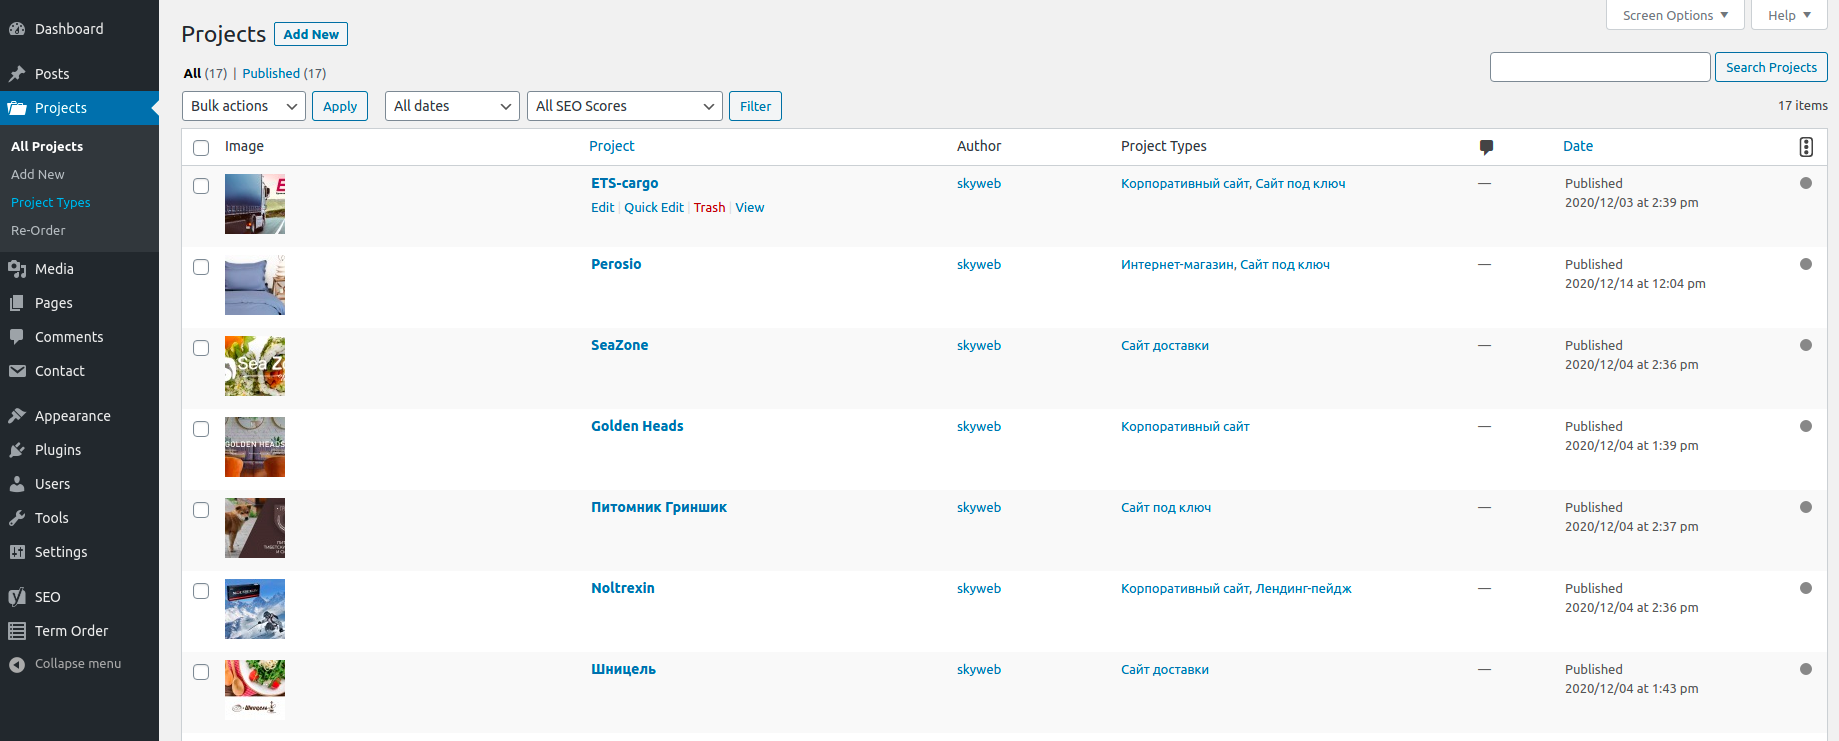 Screen Options
Help
Dashboard
Posts
Projects
All Projects
Add New
Project Types
Re-Order
Media
Pages
Comments
Contact
Appearance
Plugins
Users
Tools
Settings
SEO
Term Order
Collapse menu
Projects Add New
All (17) | Published (17)
Search Projects
Bulk actions Apply All dates All SEO Scores Filter
17 items
Image Project Author Project Types Date
ETS-cargo skyweb Корпоративный сайт, Сайт под ключ — Published
Edit | Quick Edit | Trash | View 2020/12/03 at 2:39 pm
Perosio skyweb Интернет-магазин, Сайт под ключ — Published
2020/12/14 at 12:04 pm
SeaZone skyweb Сайт доставки — Published
Sea Z 2020/12/04 at 2:36 pm
Golden Heads skyweb Корпоративный сайт — Published
GOLDEN HEADS 2020/12/04 at 1:39 pm
Питомник Гриншик skyweb Сайт под ключ — Published
2020/12/04 at 2:37 pm
Noltrexin skyweb Корпоративный сайт, Лендинг-пейдж — Published
2020/12/04 at 2:36 pm
Шницель skyweb Сайт доставки — Published
2020/12/04 at 1:43 pm
Шницель